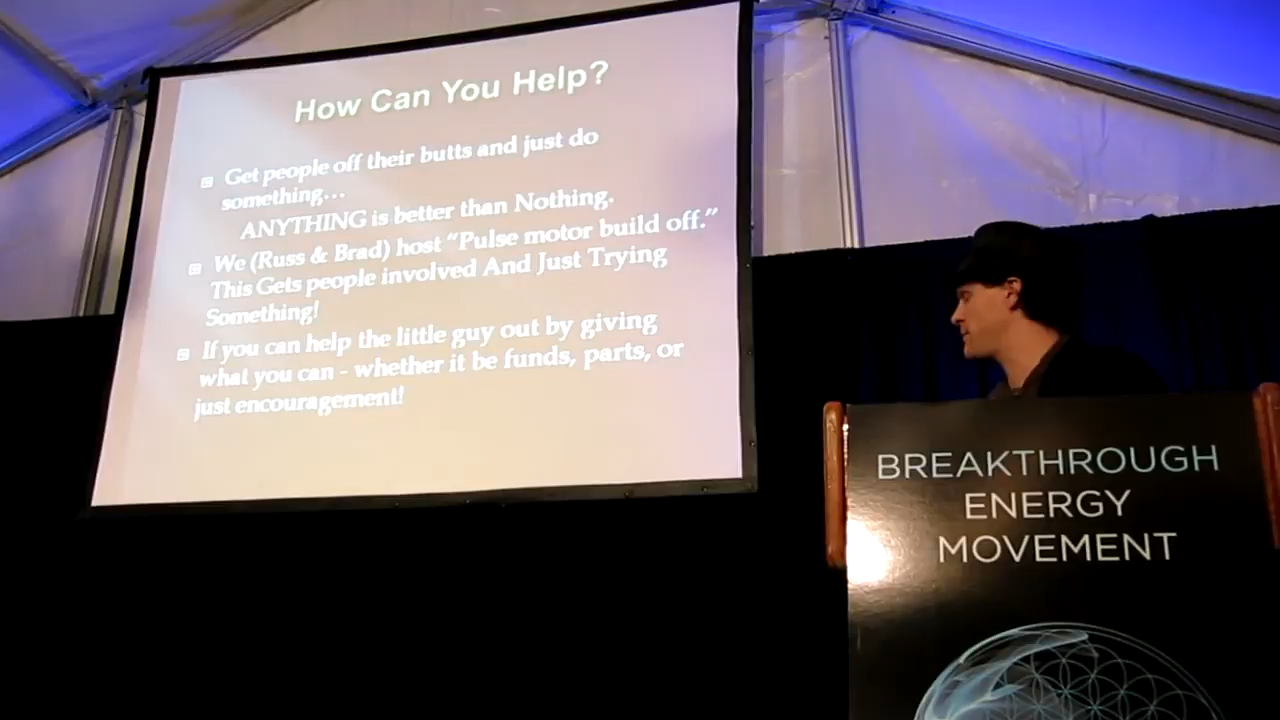 How Can You Help?
Get people off their butts and just do
something...
ANYTHING is better than Nothing.
We (Russ & Brad) host "Pulse motor build off."
This Gets people involved And Just Trying
Something!
If you can help the little guy out by giving
what you can - whether it be funds, parts, or
just encouragement!
BREAKTHROUGH
ENERGY
MOVEMENT